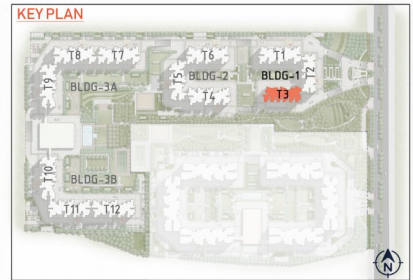 KEY PLAN
T8 T7 T6 T1
T9 BLDG-3A T5 BLDG-2 BLDG-1 T2
T4 T3
T10 BLDG-3B
T11 T12
N